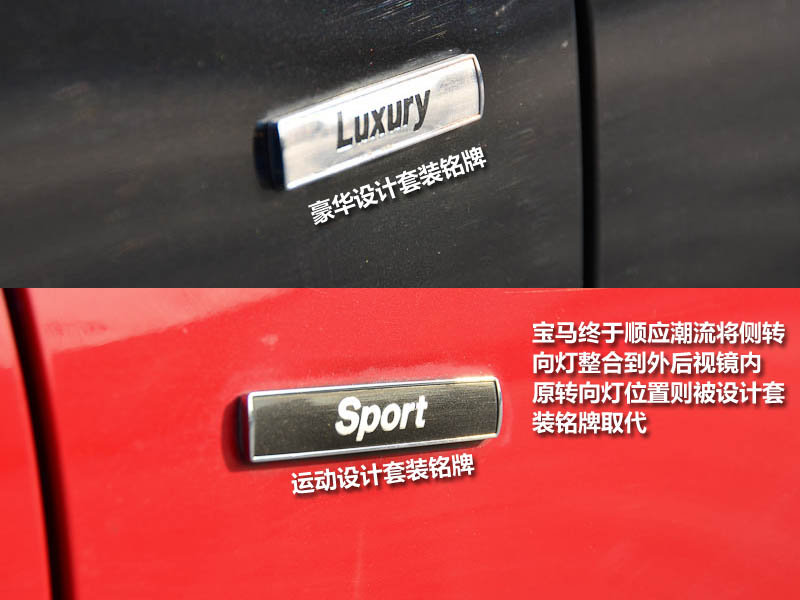 Luxury
豪华设计套装铭牌
宝马终于顺应潮流将侧转
向灯整合到外后视镜内
原转向灯位置则被设计套
装铭牌取代
Sport
运动设计套装铭牌